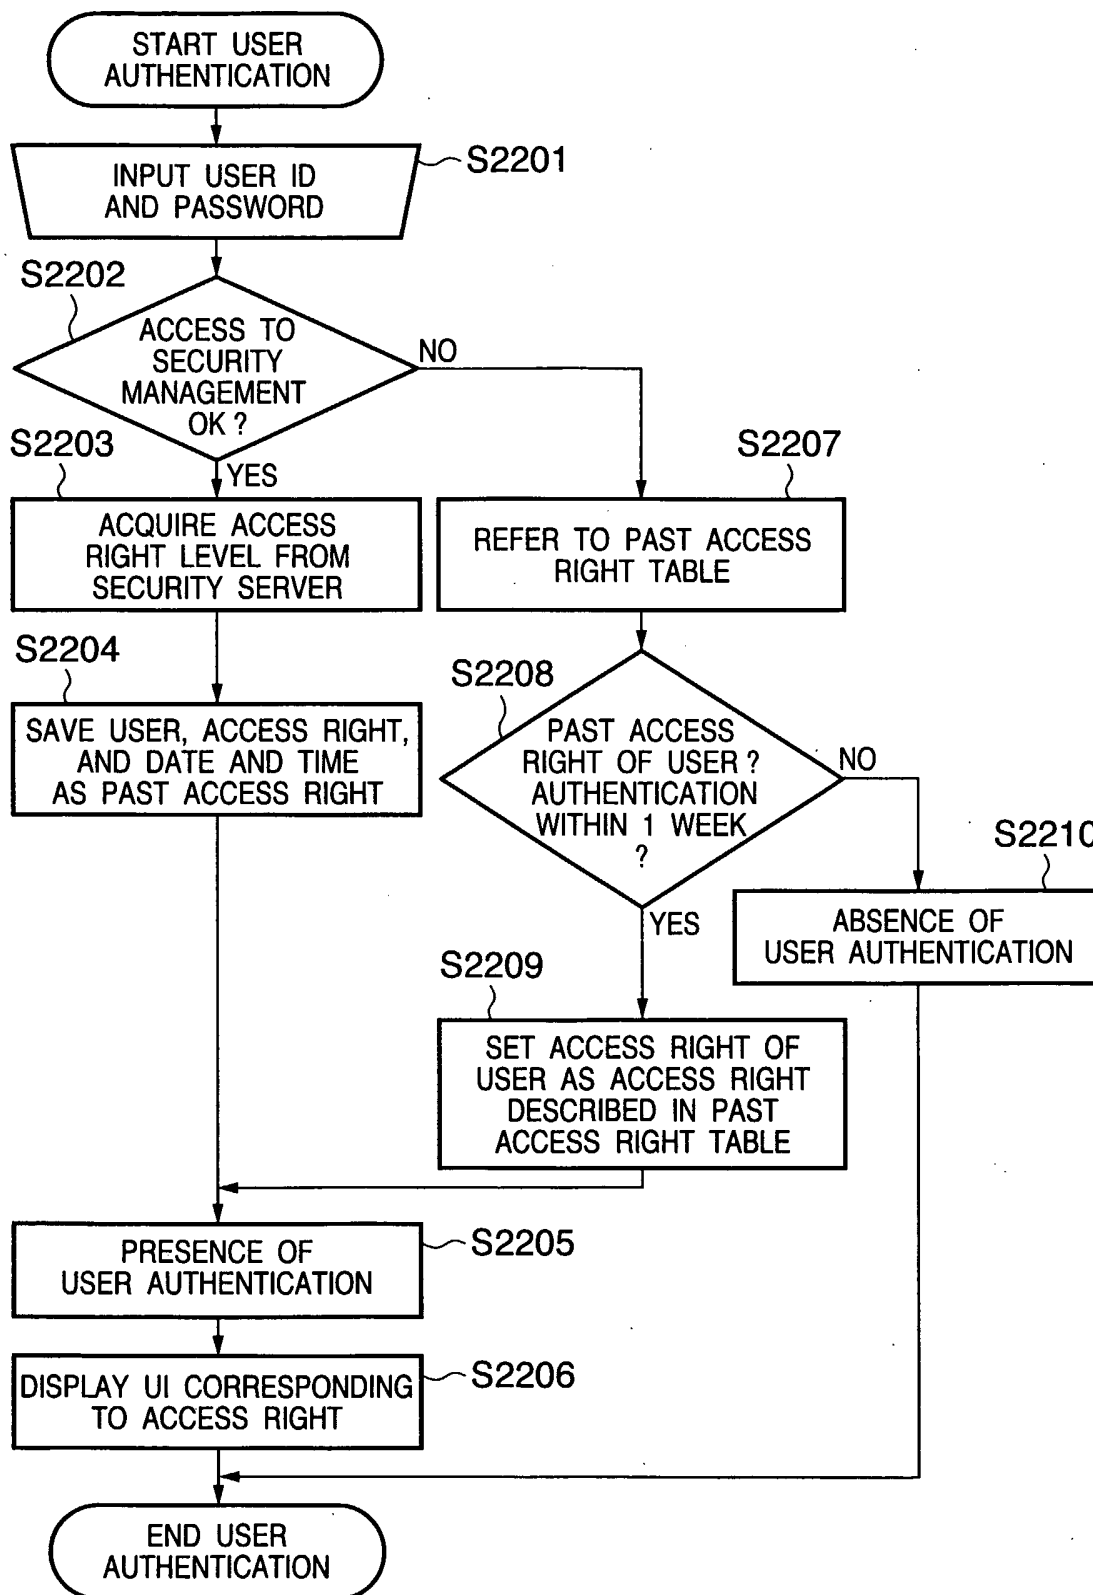 START USER
AUTHENTICATION
S2201
INPUT USER ID
AND PASSWORD
S2202
ACCESS TO
SECURITY
MANAGEMENT
OK ?
NO
YES
S2203
ACQUIRE ACCESS
RIGHT LEVEL FROM
SECURITY SERVER
S2207
REFER TO PAST ACCESS
RIGHT TABLE
S2204
SAVE USER, ACCESS RIGHT,
AND DATE AND TIME
AS PAST ACCESS RIGHT
S2208
PAST ACCESS
RIGHT OF USER ?
AUTHENTICATION
WITHIN 1 WEEK
?
NO
YES
S2210
ABSENCE OF
USER AUTHENTICATION
S2209
SET ACCESS RIGHT OF
USER AS ACCESS RIGHT
DESCRIBED IN PAST
ACCESS RIGHT TABLE
S2205
PRESENCE OF
USER AUTHENTICATION
S2206
DISPLAY UI CORRESPONDING
TO ACCESS RIGHT
END USER
AUTHENTICATION